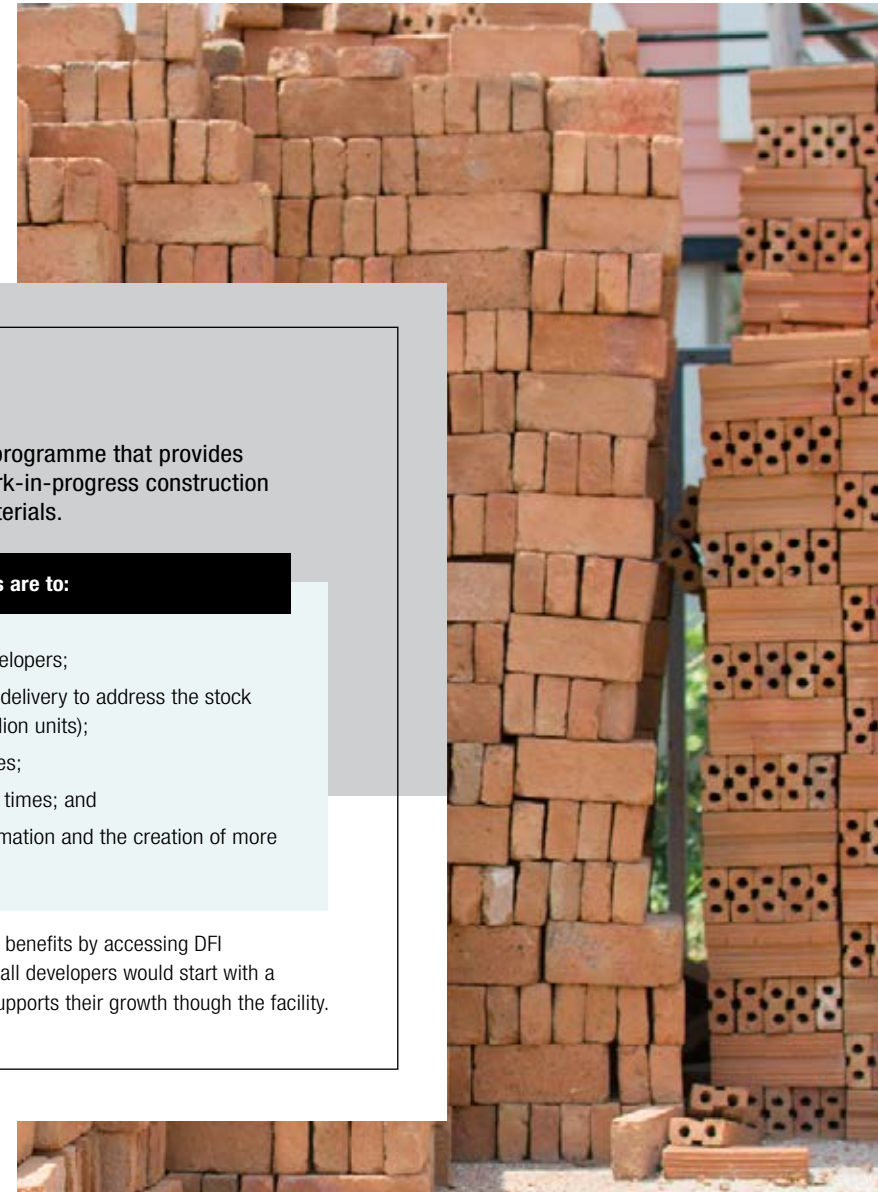 programme that provides
rk-in-progress construction
terials.
s are to:
elopers;
delivery to address the stock
lion units);
es;
times; and
mation and the creation of more
benefits by accessing DFI
all developers would start with a
upports their growth though the facility.